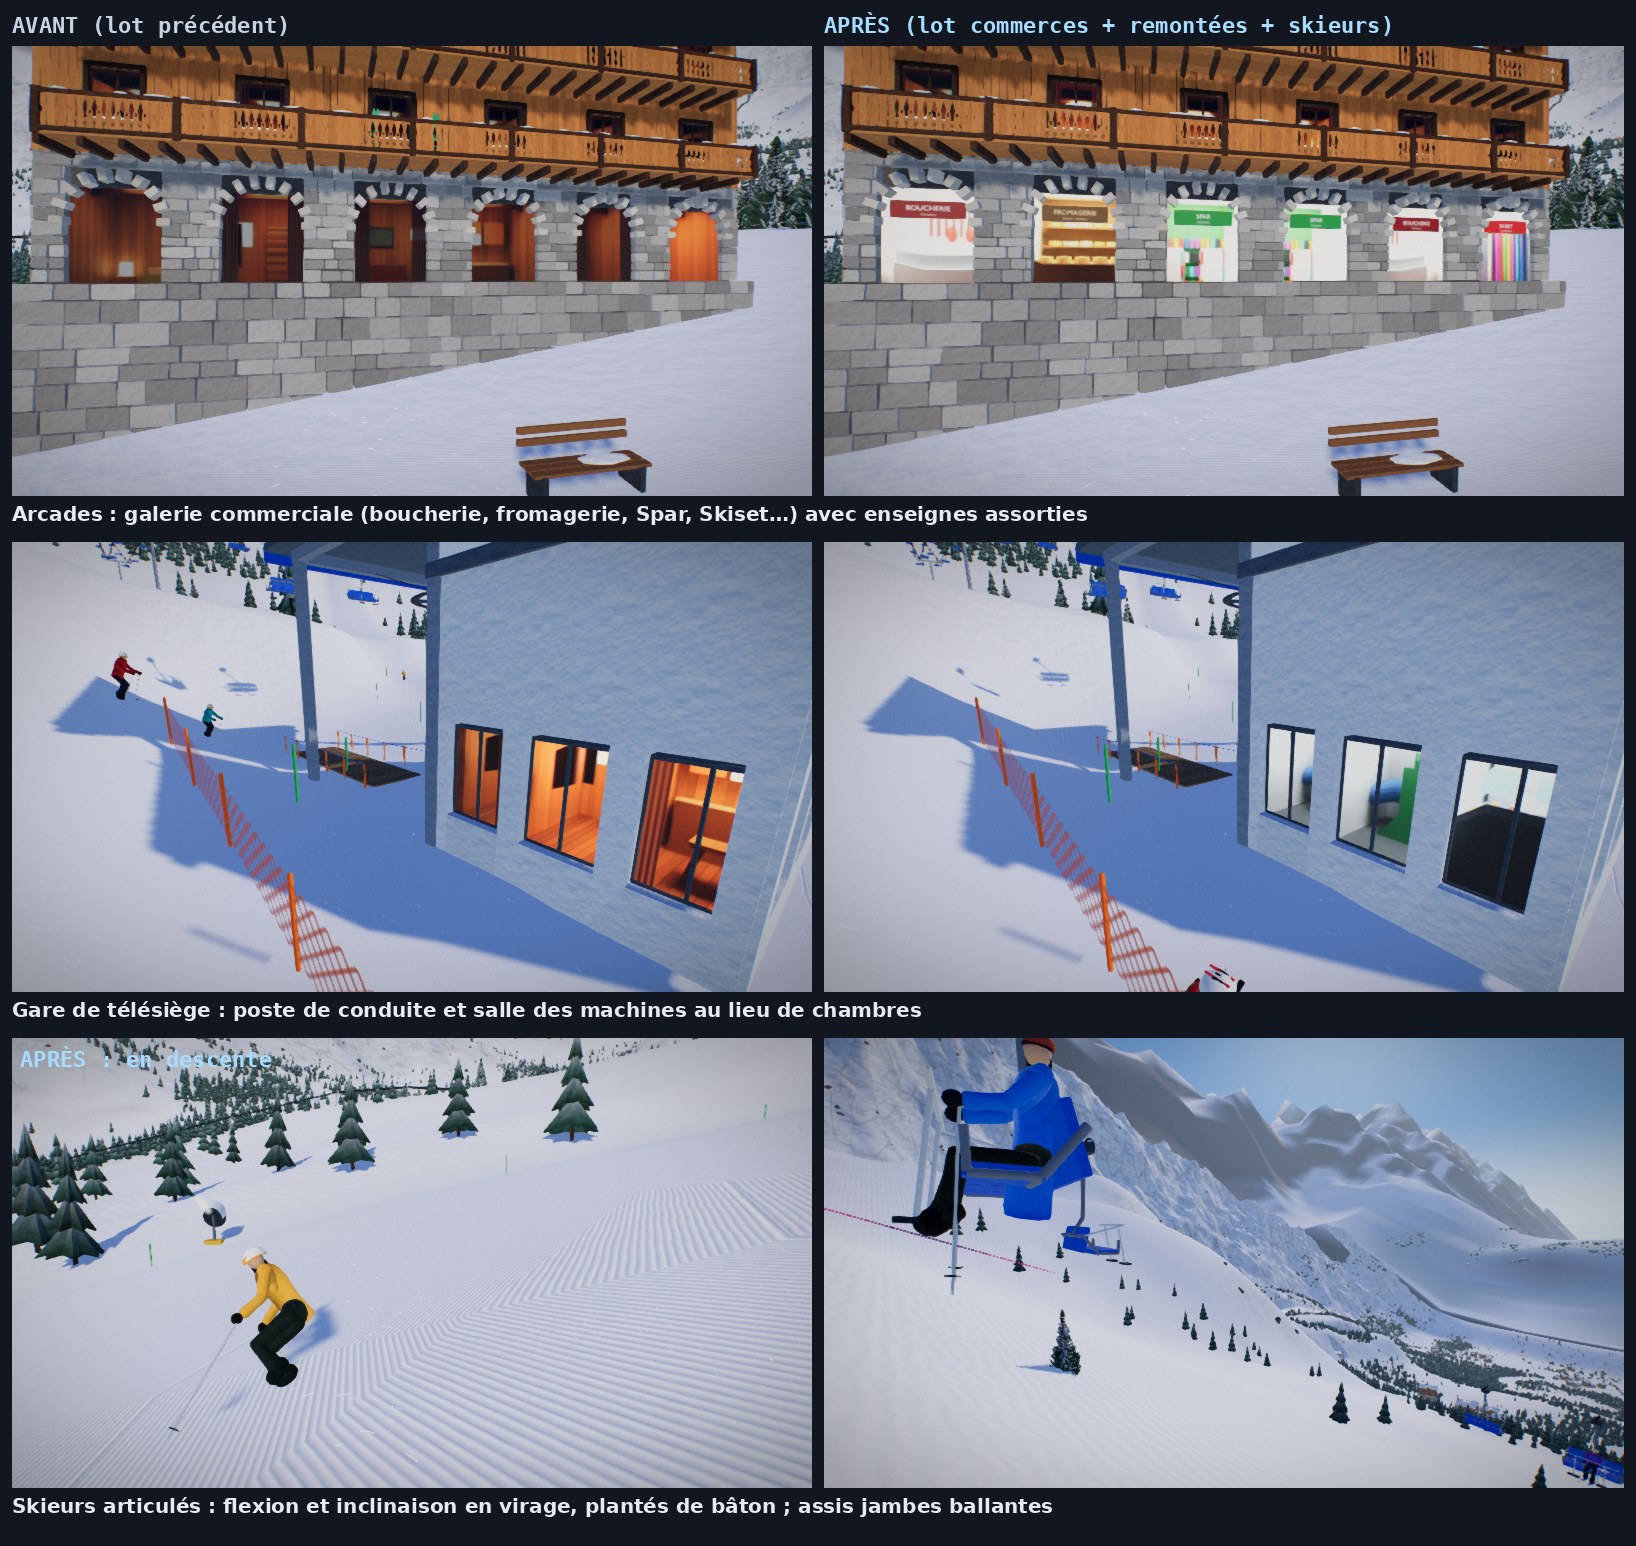 AVANT (lot précédent)
APRÈS (lot commerces + remontées + skieurs)
BOUCHERIE
FROMAGERIE
SPAR
SPAR
BOUCHERIE
Arcades : galerie commerciale (boucherie, fromagerie, Spar, Skiset…) avec enseignes assorties
Gare de télésiège : poste de conduite et salle des machines au lieu de chambres
APRÈS : en descente
Skieurs articulés : flexion et inclinaison en virage, plantés de bâton ; assis jambes ballantes